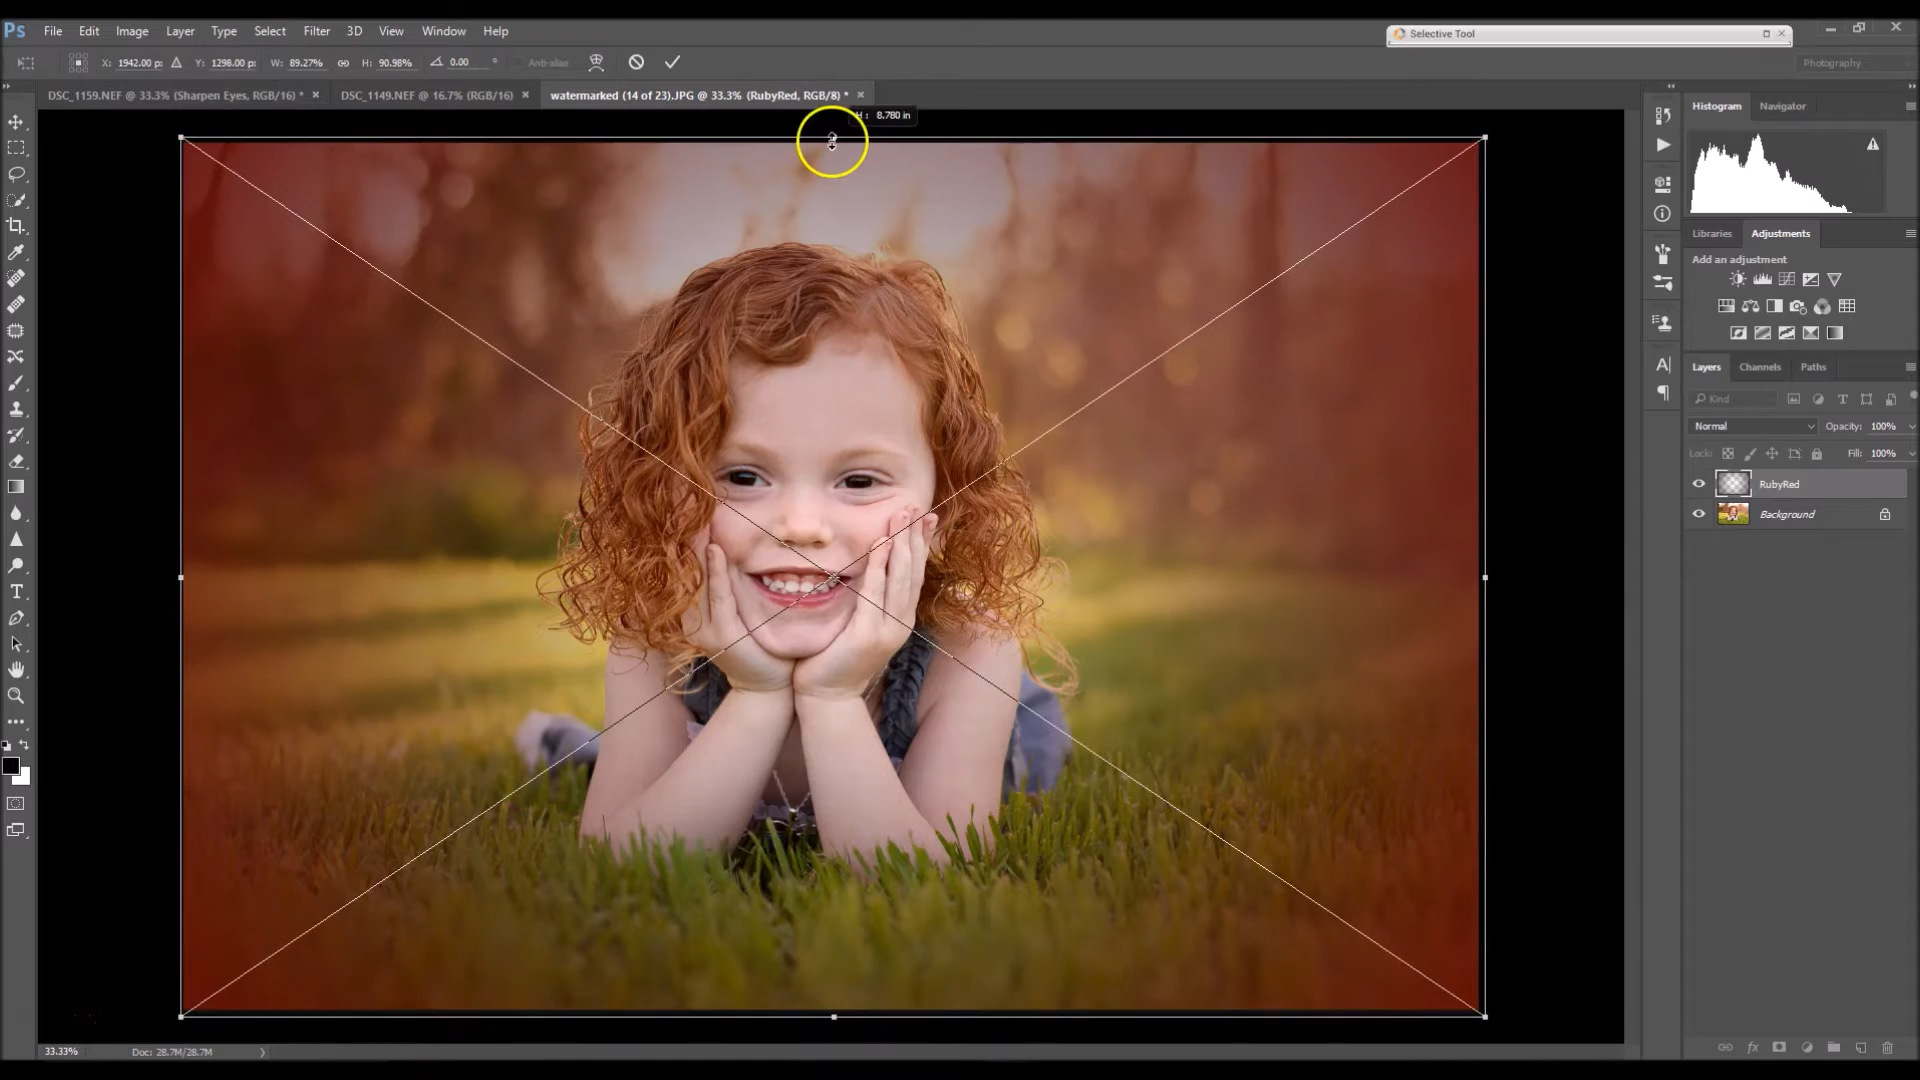 Ps File Edit Image Layer Type Select Filter 3D View Window Help
Selective Tool
X: 1942.00 p: Y: 1298.00 p: W: 89.27% H: 90.98% 0.00 ° Anti-alias
Photography
DSC_1159.NEF @ 33.3% (Sharpen Eyes, RGB/16) * × DSC_1149.NEF @ 16.7% (RGB/16) × watermarked (14 of 23).JPG @ 33.3% (RubyRed, RGB/8) * ×
H : 8.780 in
Histogram Navigator
Libraries Adjustments
Add an adjustment
Layers Channels Paths
Kind
Normal Opacity: 100%
Lock: Fill: 100%
RubyRed
Background
33.33% Doc: 28.7M/28.7M